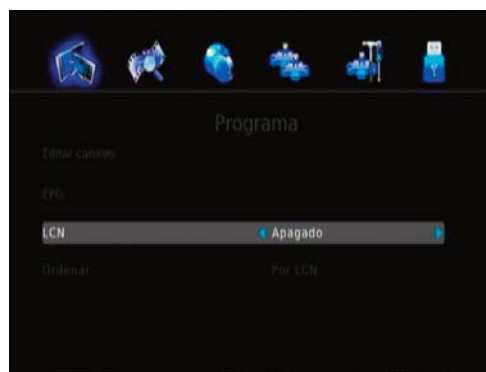 Programa
Editar canales
EPG
LCN Apagado
Ordenar Por LCN